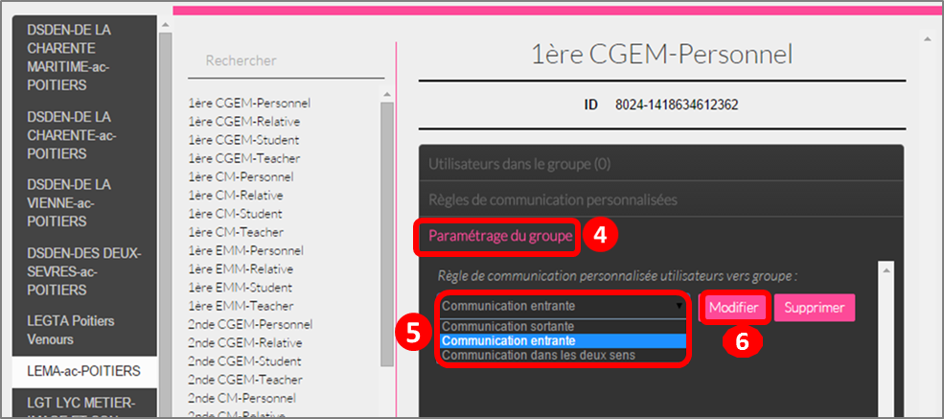 DSDEN-DE LA
CHARENTE
MARITIME-ac-
POITIERS
DSDEN-DE LA
CHARENTE-ac-
POITIERS
DSDEN-DE LA
VIENNE-ac-
POITIERS
DSDEN-DES DEUX-
SEVRES-ac-
POITIERS
LEGTA Poitiers
Venours
LEMA-ac-POITIERS
LGT LYC METIER-
Rechercher
1ère CGEM-Personnel
1ère CGEM-Relative
1ère CGEM-Student
1ère CGEM-Teacher
1ère CM-Personnel
1ère CM-Relative
1ère CM-Student
1ère CM-Teacher
1ère EMM-Personnel
1ère EMM-Relative
1ère EMM-Student
1ère EMM-Teacher
2nde CGEM-Personnel
2nde CGEM-Relative
2nde CGEM-Student
2nde CGEM-Teacher
2nde CM-Personnel
2nde CM-Relative
1ère CGEM-Personnel
ID 8024-1418634612362
Utilisateurs dans le groupe (0)
Règles de communication personnalisées
Paramétrage du groupe
4
Règle de communication personnalisée utilisateurs vers groupe :
Communication entrante
Modifier
Supprimer
5
Communication sortante
Communication entrante
Communication dans les deux sens
6